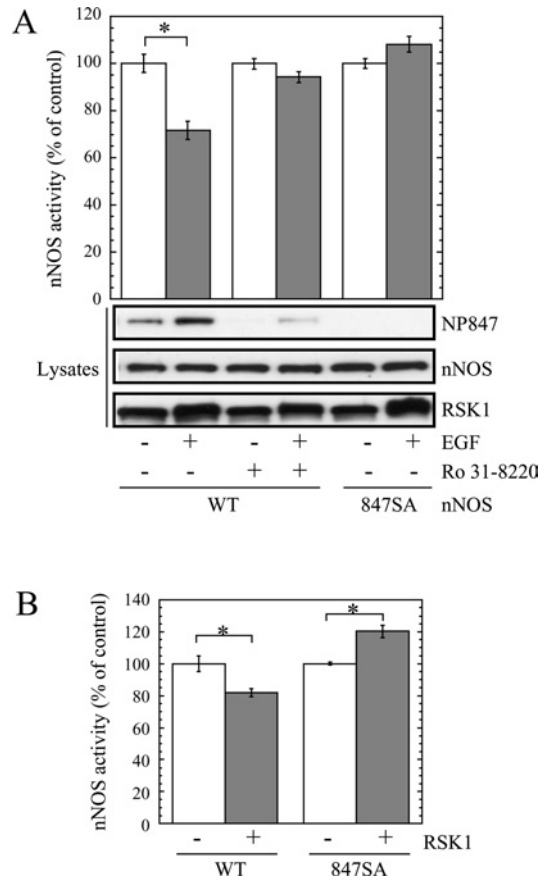 A
nNOS activity (% of control)
120
100
80
60
40
20
0
*
Lysates
NP847
nNOS
RSK1
- + - + - + EGF
- - + + - - Ro 31-8220
WT 847SA nNOS
B
nNOS activity (% of control)
140
120
100
80
60
40
20
0
* *
- + - + RSK1
WT 847SA